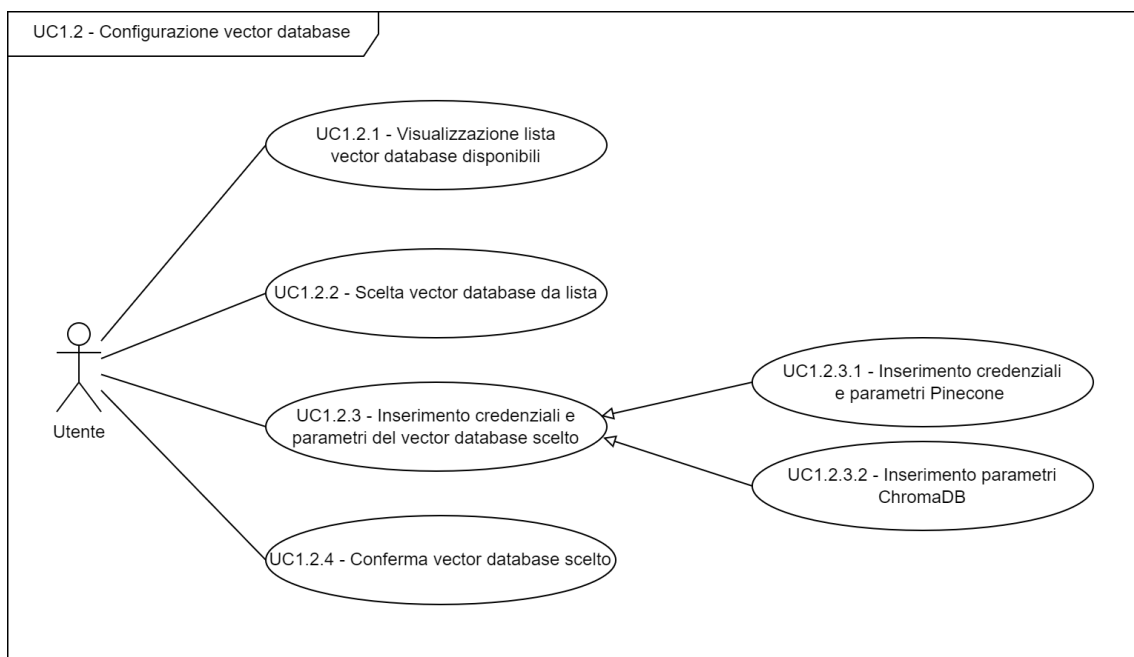 UC1.2 - Configurazione vector database
UC1.2.1 - Visualizzazione lista
vector database disponibili
UC1.2.2 - Scelta vector database da lista
UC1.2.3 - Inserimento credenziali e
parametri del vector database scelto
UC1.2.3.1 - Inserimento credenziali
e parametri Pinecone
UC1.2.3.2 - Inserimento parametri
ChromaDB
Utente
UC1.2.4 - Conferma vector database scelto